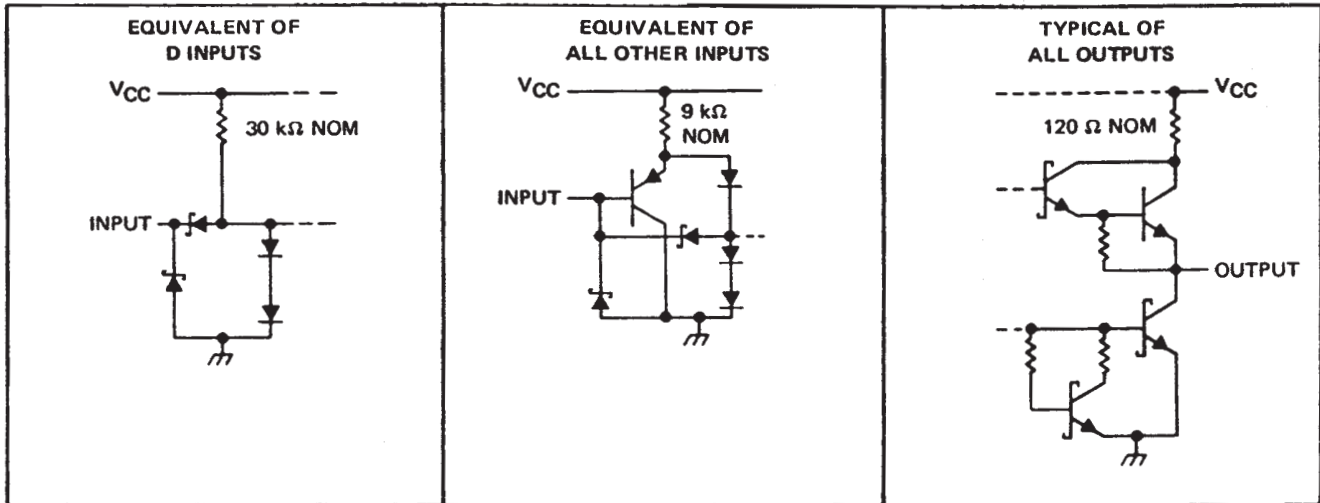 EQUIVALENT OF
D INPUTS
VCC
30 kΩ NOM
INPUT
EQUIVALENT OF
ALL OTHER INPUTS
VCC
9 kΩ
NOM
INPUT
TYPICAL OF
ALL OUTPUTS
VCC
120 Ω NOM
OUTPUT